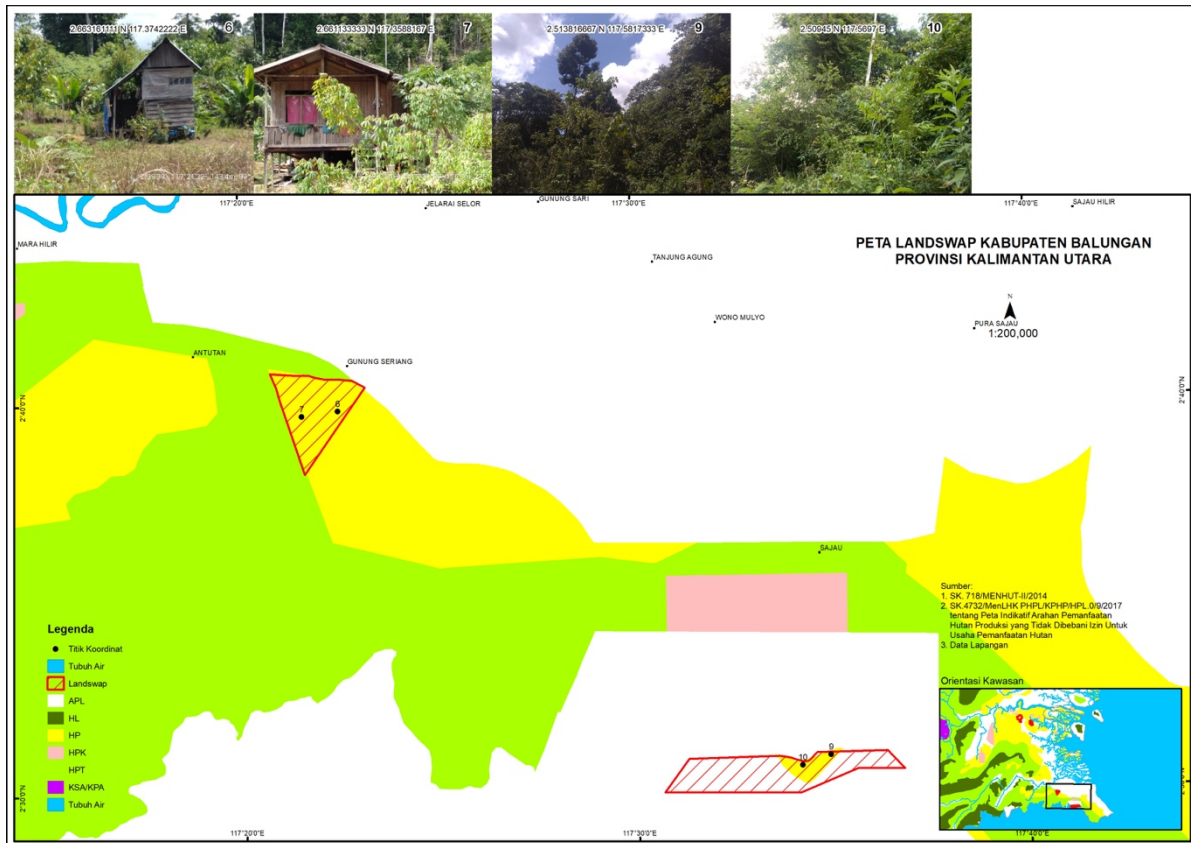 2.663161111 N 117.3742222 E
6
2.661133333 N 117.3588167 E
7
2.513816667 N 117.5817333 E
9
2.50945 N 117.5697 E
10
117°20'0"E
117°30'0"E
117°40'0"E
JELARAI SELOR
GUNUNG SARI
SAJAU HILIR
MARA HILIR
PETA LANDSWAP KABUPATEN BALUNGAN
PROVINSI KALIMANTAN UTARA
TANJUNG AGUNG
WONO MULYO
N
PURA SAJAU
1:200,000
ANTUTAN
GUNUNG SERIANG
2°40'0"N
2°40'0"N
7
6
SAJAU
Sumber:
1. SK. 718/MENHUT-II/2014
2. SK.4732/MenLHK PHPL/KPHP/HPL.0/9/2017
tentang Peta Indikatif Arahan Pemanfaatan
Hutan Produksi yang Tidak Dibebani Izin Untuk
Usaha Pemanfaatan Hutan
3. Data Lapangan
Legenda
Titik Koordinat
Tubuh Air
Landswap
APL
HL
HP
HPK
HPT
KSA/KPA
Tubuh Air
Orientasi Kawasan
9
10
2°30'0"N
117°20'0"E
117°30'0"E
117°40'0"E